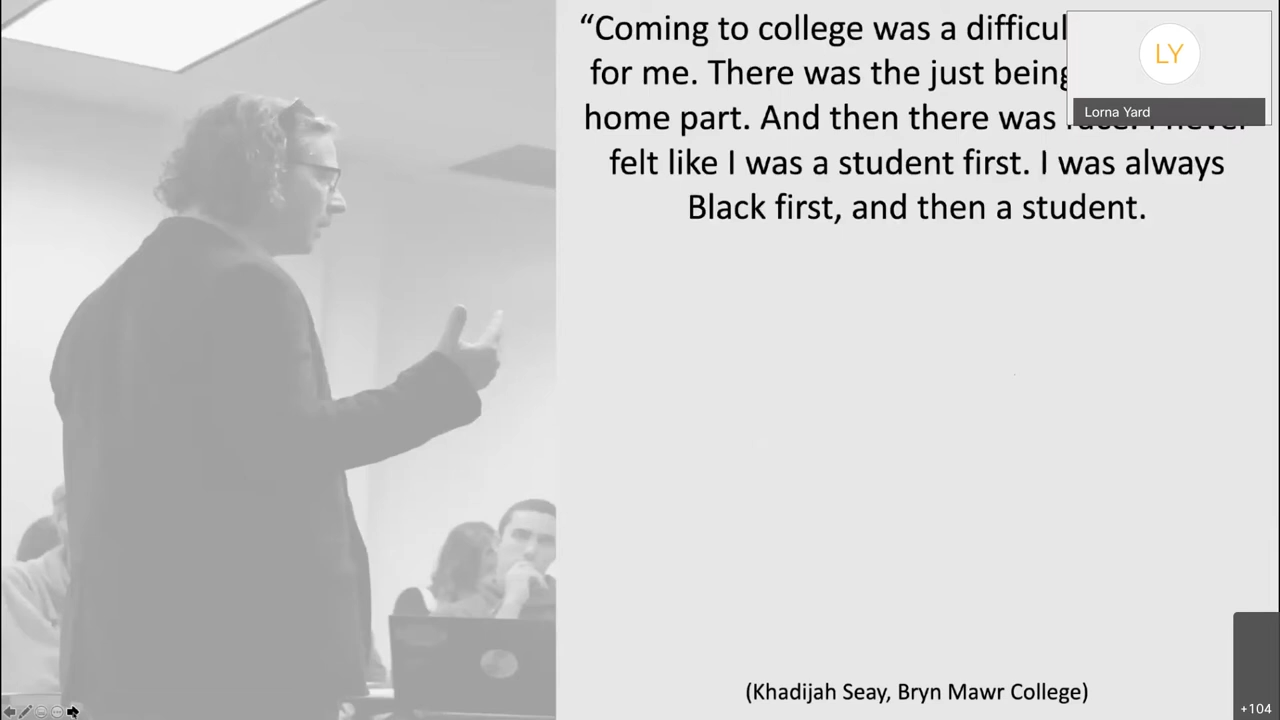 “Coming to college was a difficul
for me. There was the just being
home part. And then there was
felt like I was a student first. I was always
Black first, and then a student.
(Khadijah Seay, Bryn Mawr College)
LY
Lorna Yard
+104